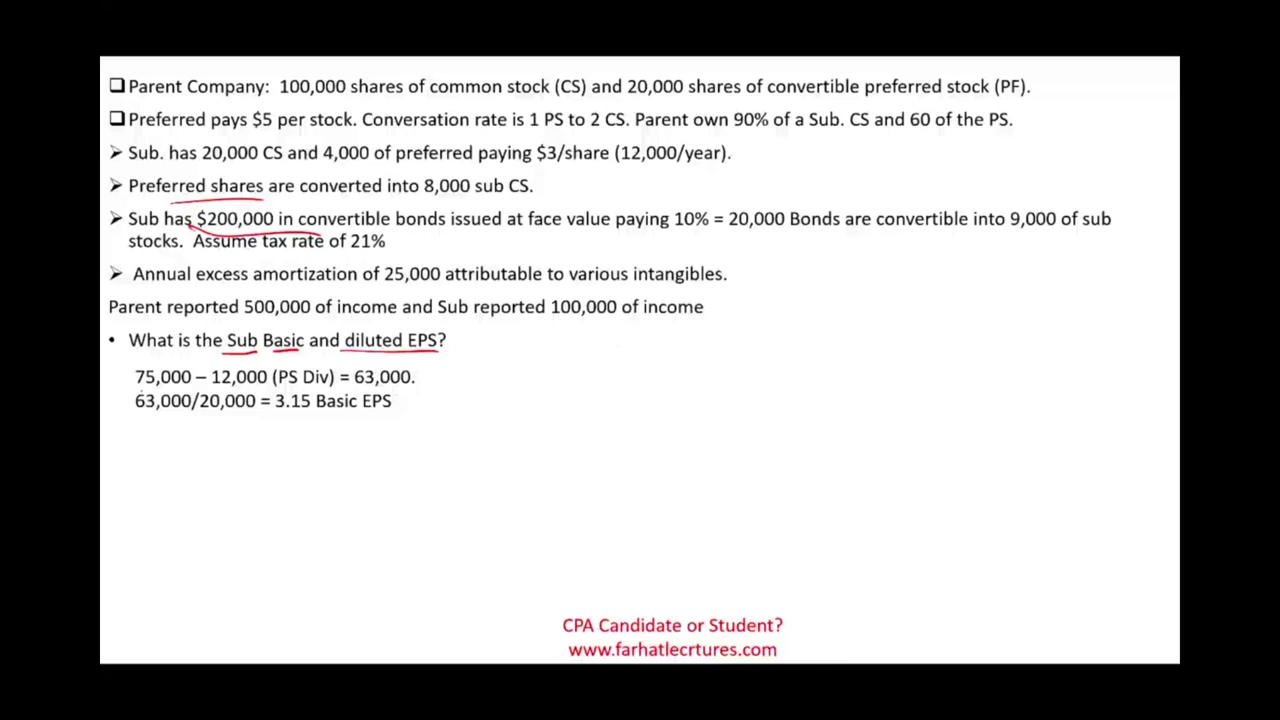 Parent Company: 100,000 shares of common stock (CS) and 20,000 shares of convertible preferred stock (PF).
Preferred pays $5 per stock. Conversation rate is 1 PS to 2 CS. Parent own 90% of a Sub. CS and 60 of the PS.
Sub. has 20,000 CS and 4,000 of preferred paying $3/share (12,000/year).
Preferred shares are converted into 8,000 sub CS.
Sub has $200,000 in convertible bonds issued at face value paying 10% = 20,000 Bonds are convertible into 9,000 of sub
stocks. Assume tax rate of 21%
Annual excess amortization of 25,000 attributable to various intangibles.
Parent reported 500,000 of income and Sub reported 100,000 of income
• What is the Sub Basic and diluted EPS?
75,000 – 12,000 (PS Div) = 63,000.
63,000/20,000 = 3.15 Basic EPS
CPA Candidate or Student?
www.farhatlecrtures.com